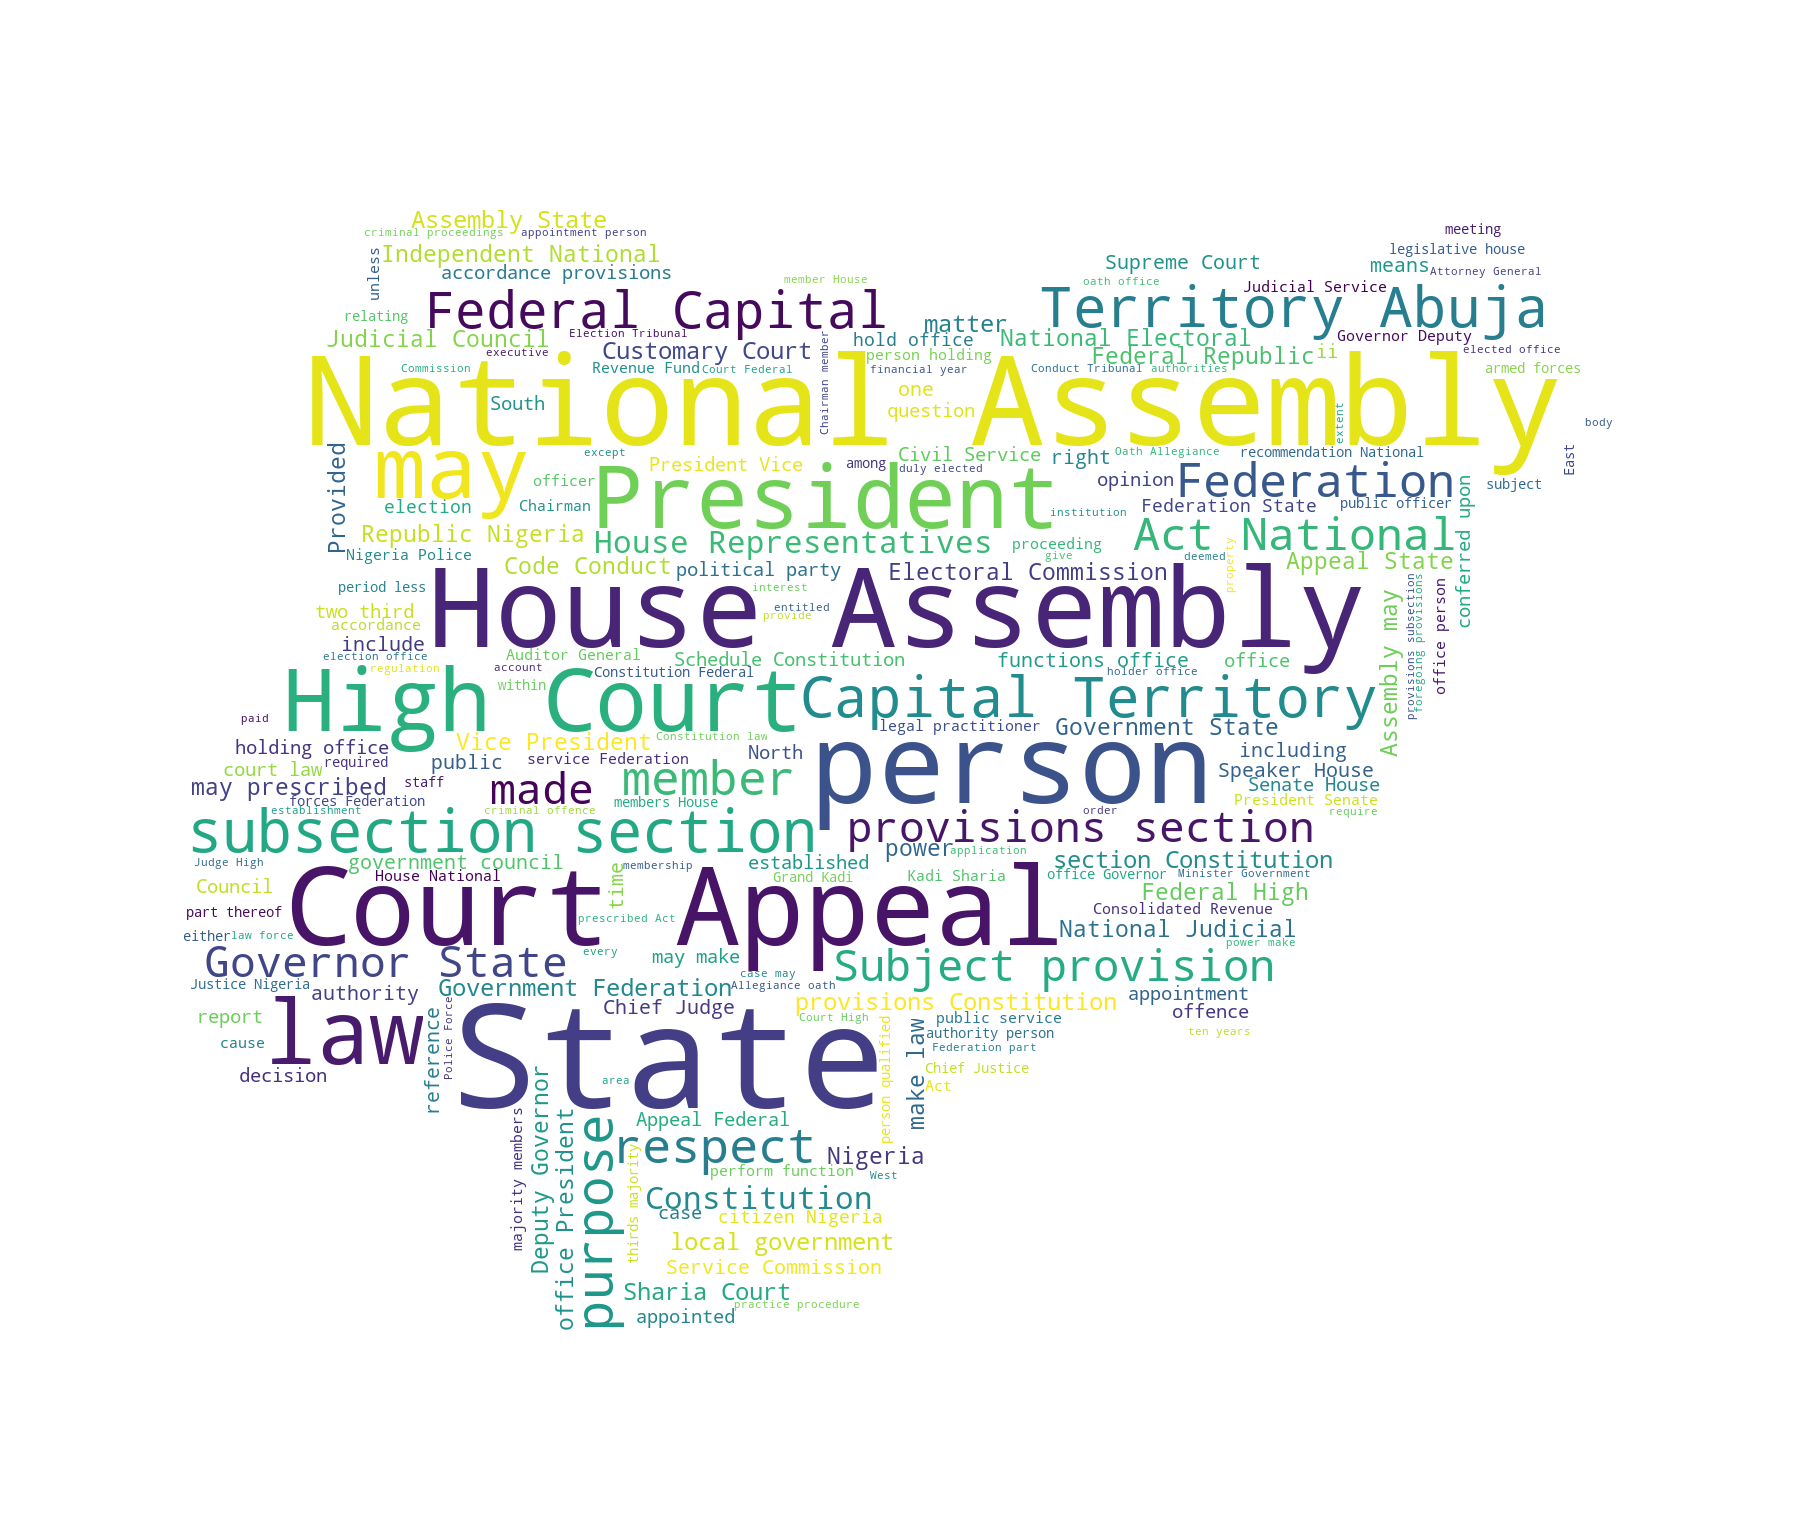 Assembly State
criminal proceedings appointment person
meeting
unless
Independent National
legislative house
accordance provisions
Supreme Court
means
Attorney General
member House
oath office
Judicial Service
Federal Capital
Territory Abuja
relating
Judicial Council
Election Tribunal
Chairman member
hold office
matter
National Electoral
Governor Deputy
executive
Customary Court
person holding
Federal Republic
ii
elected office
Commission
Revenue Fund
Court Federal
financial year
Conduct Tribunal
authorities
armed forces
National Assembly
South
one
question
extent
body
Provided
may
except
President Vice
among
Civil Service
duly elected
right
Oath Allegiance
recommendation National
East
officer
President
opinion
Federation
subject
election
Chairman
institution
Federation State
public officer
conferred upon
Republic Nigeria
House Representatives
proceeding
Act National
Nigeria Police
give
deemed
property
Appeal State
Code Conduct
political party
Electoral Commission
period less
interest
House Assembly
two third
entitled
provide
accordance
include
Assembly may
provisions subsection
foregoing provisions
office person
election office
Auditor General
Schedule Constitution
functions office
office
regulation
account
Constitution Federal
holder office
High Court
within
Capital Territory
paid
legal practitioner
Government State
holding office
Vice President
Constitution law
person
court law
required
public
service Federation
North
including
may prescribed
staff
member
Speaker House
forces Federation
made
members House
Senate House
establishment
criminal offence
President Senate
order
require
subsection section
provisions section
Judge High
government council
membership
established
power
application
section Constitution
Council
House National
time
Grand Kadi
Kadi Sharia
office Governor
Minister Government
Federal High
part thereof
Court Appeal
prescribed Act
Consolidated Revenue
either
law force
National Judicial
power make
Governor State
every
may make
Subject provision
case may
Justice Nigeria
authority
Government Federation
Allegiance oath
appointment
report
law
reference
Police Force
Chief Judge
provisions Constitution
offence
State
Court High
person qualified
make law
public service
cause
authority person
ten years
Federation part
decision
Chief Justice
area
Act
majority members
Deputy Governor
office President
purpose
Appeal Federal
respect
Nigeria
thirds majority
perform function
West
Constitution
case
citizen Nigeria
local government
Service Commission
Sharia Court
practice procedure
appointed